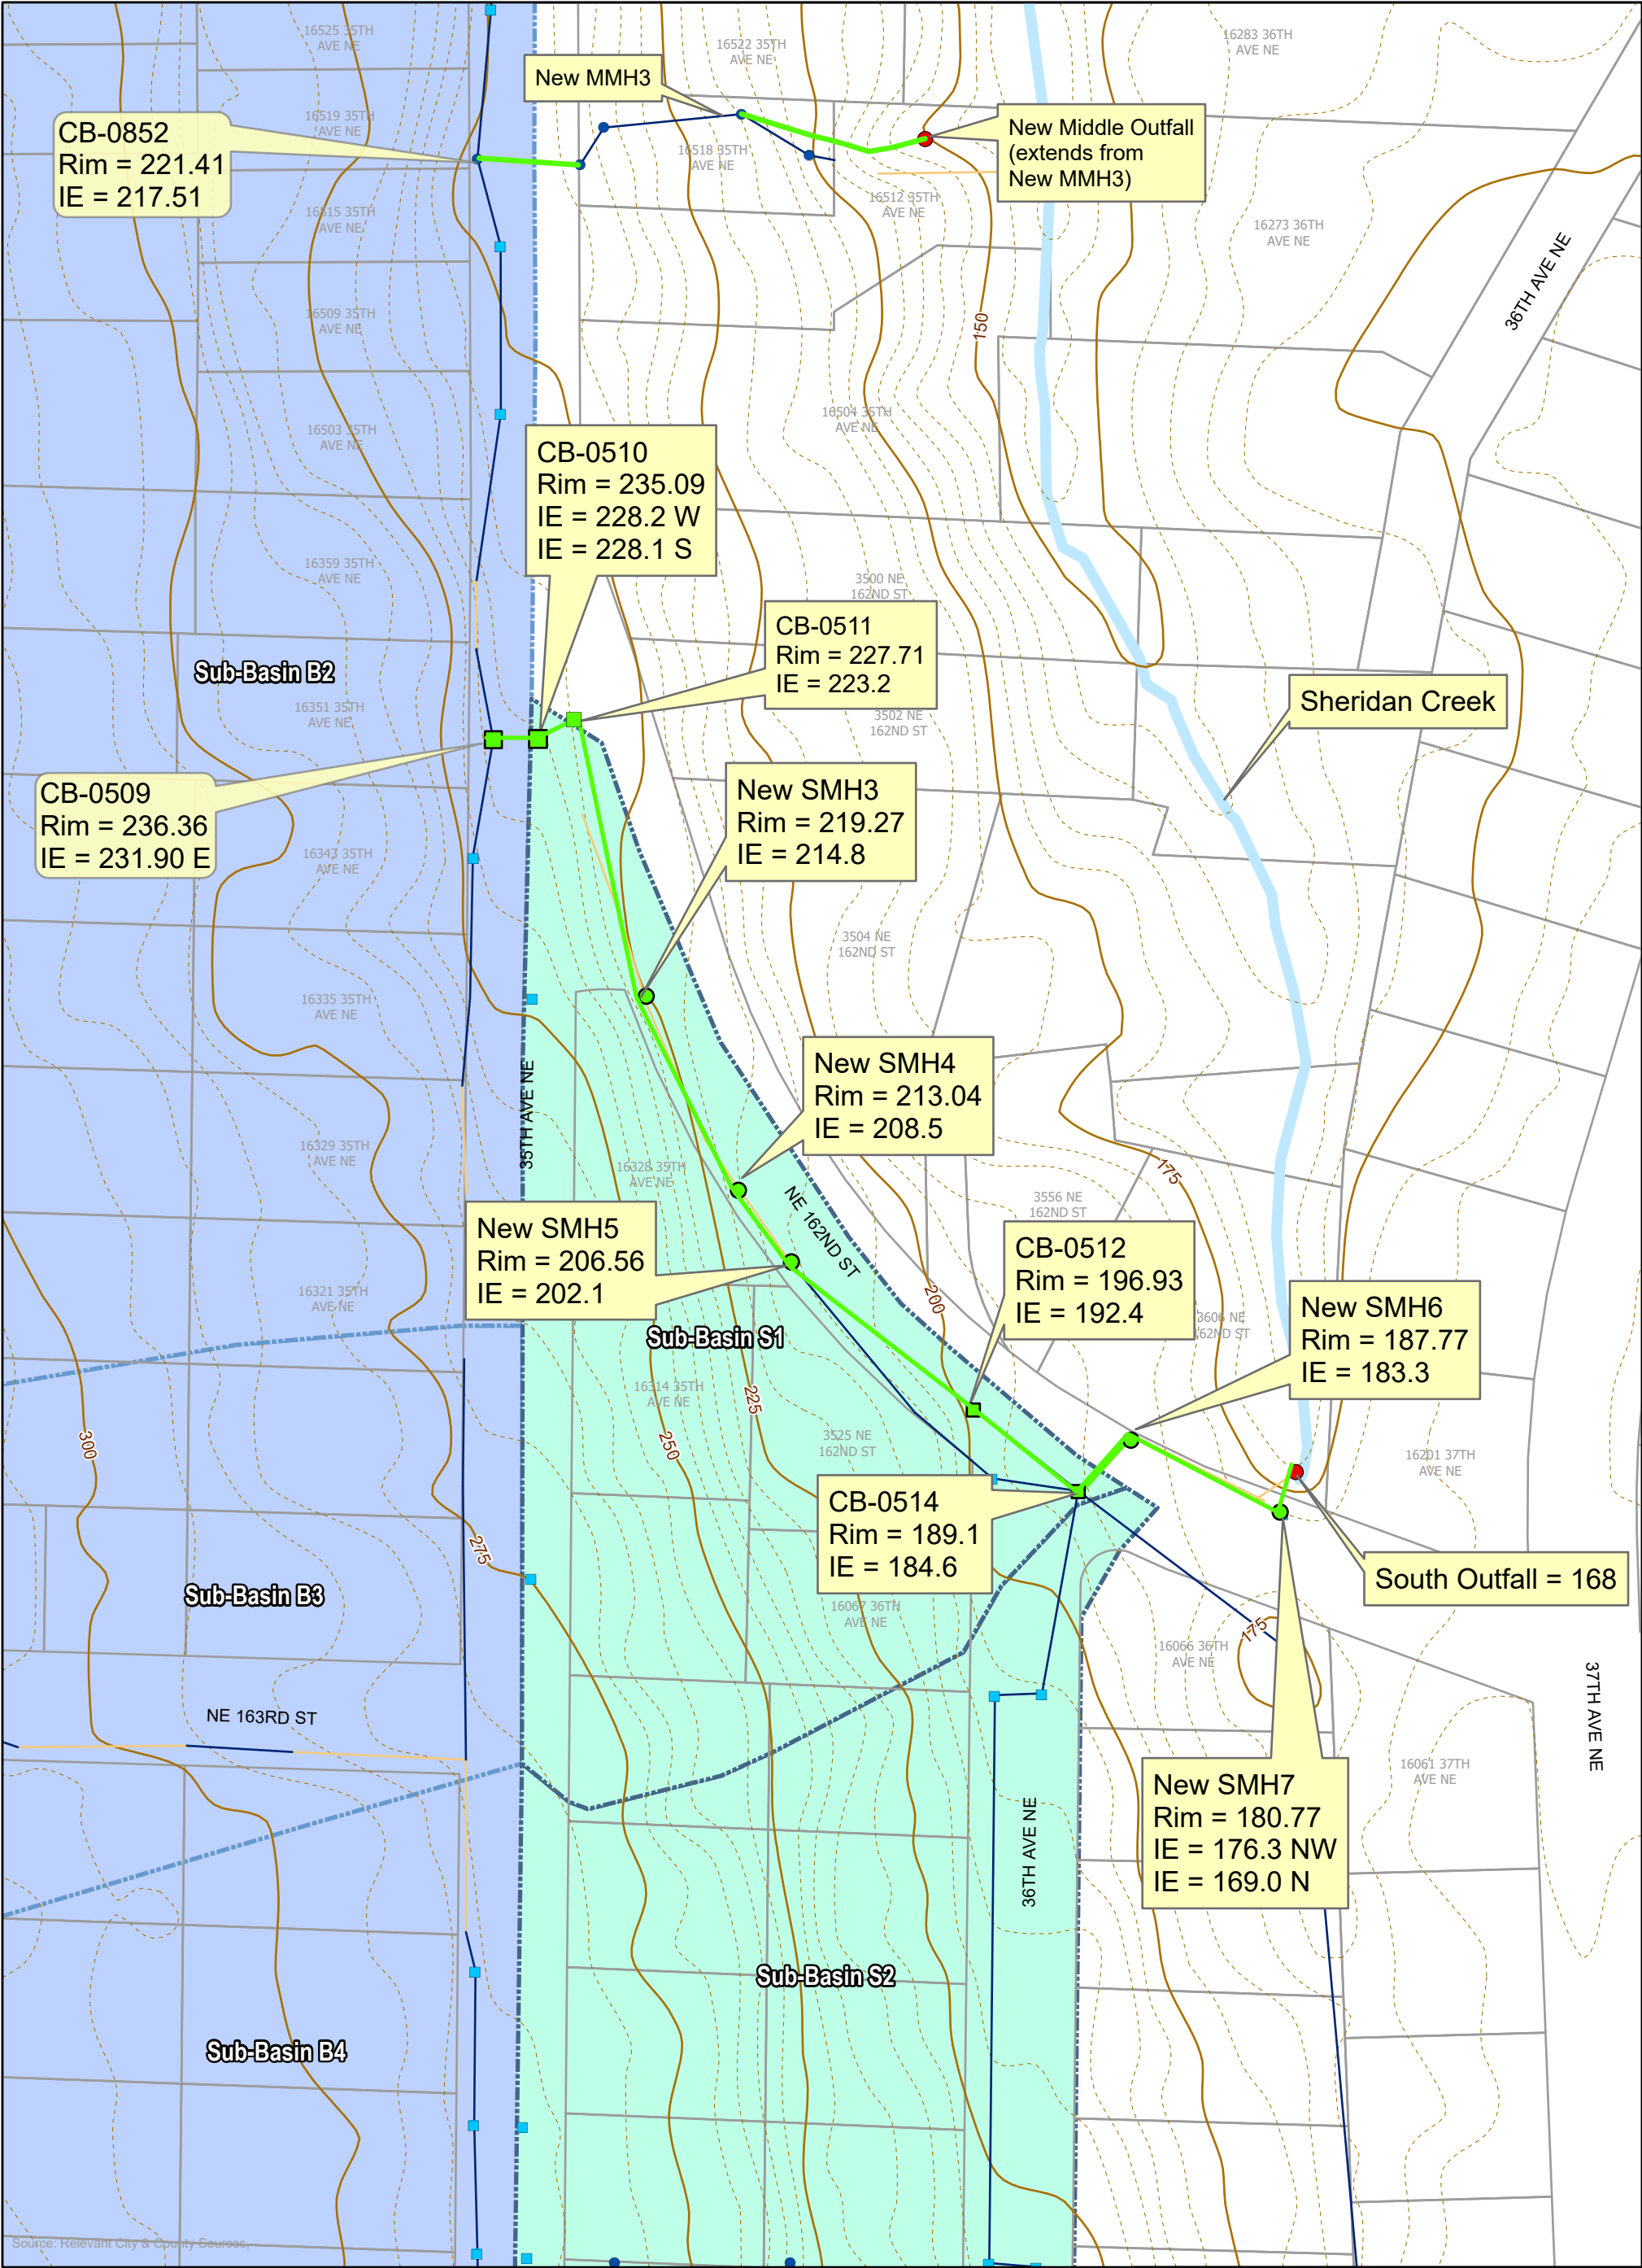 16525 35TH
AVE NE
16522 35TH
AVE NE
16283 36TH
AVE NE
New MMH3
CB-0852
Rim = 221.41
IE = 217.51
16519 35TH
AVE NE
16518 35TH
AVE NE
New Middle Outfall
(extends from
New MMH3)
16515 35TH
AVE NE
16512 35TH
AVE NE
16273 36TH
AVE NE
36TH AVE NE
16509 35TH
AVE NE
150
16503 35TH
AVE NE
16504 35TH
AVE NE
CB-0510
Rim = 235.09
IE = 228.2 W
IE = 228.1 S
16359 35TH
AVE NE
3500 NE
162ND ST
CB-0511
Rim = 227.71
IE = 223.2
Sub-Basin B2
16351 35TH
AVE NE
3502 NE
162ND ST
Sheridan Creek
CB-0509
Rim = 236.36
IE = 231.90 E
New SMH3
Rim = 219.27
IE = 214.8
16343 35TH
AVE NE
3504 NE
162ND ST
16335 35TH
AVE NE
35TH AVE NE
New SMH4
Rim = 213.04
IE = 208.5
16329 35TH
AVE NE
16328 35TH
AVE NE
175
3556 NE
162ND ST
NE 162ND ST
New SMH5
Rim = 206.56
IE = 202.1
CB-0512
Rim = 196.93
IE = 192.4
16321 35TH
AVE NE
200
3606 NE
162ND ST
New SMH6
Rim = 187.77
IE = 183.3
Sub-Basin S1
16314 35TH
AVE NE
225
300
250
3525 NE
162ND ST
16201 37TH
AVE NE
CB-0514
Rim = 189.1
IE = 184.6
275
South Outfall = 168
Sub-Basin B3
16067 36TH
AVE NE
175
16066 36TH
AVE NE
NE 163RD ST
37TH AVE NE
16061 37TH
AVE NE
New SMH7
Rim = 180.77
IE = 176.3 NW
IE = 169.0 N
36TH AVE NE
Sub-Basin S2
Sub-Basin B4
Source: Relevant City & County Sources,